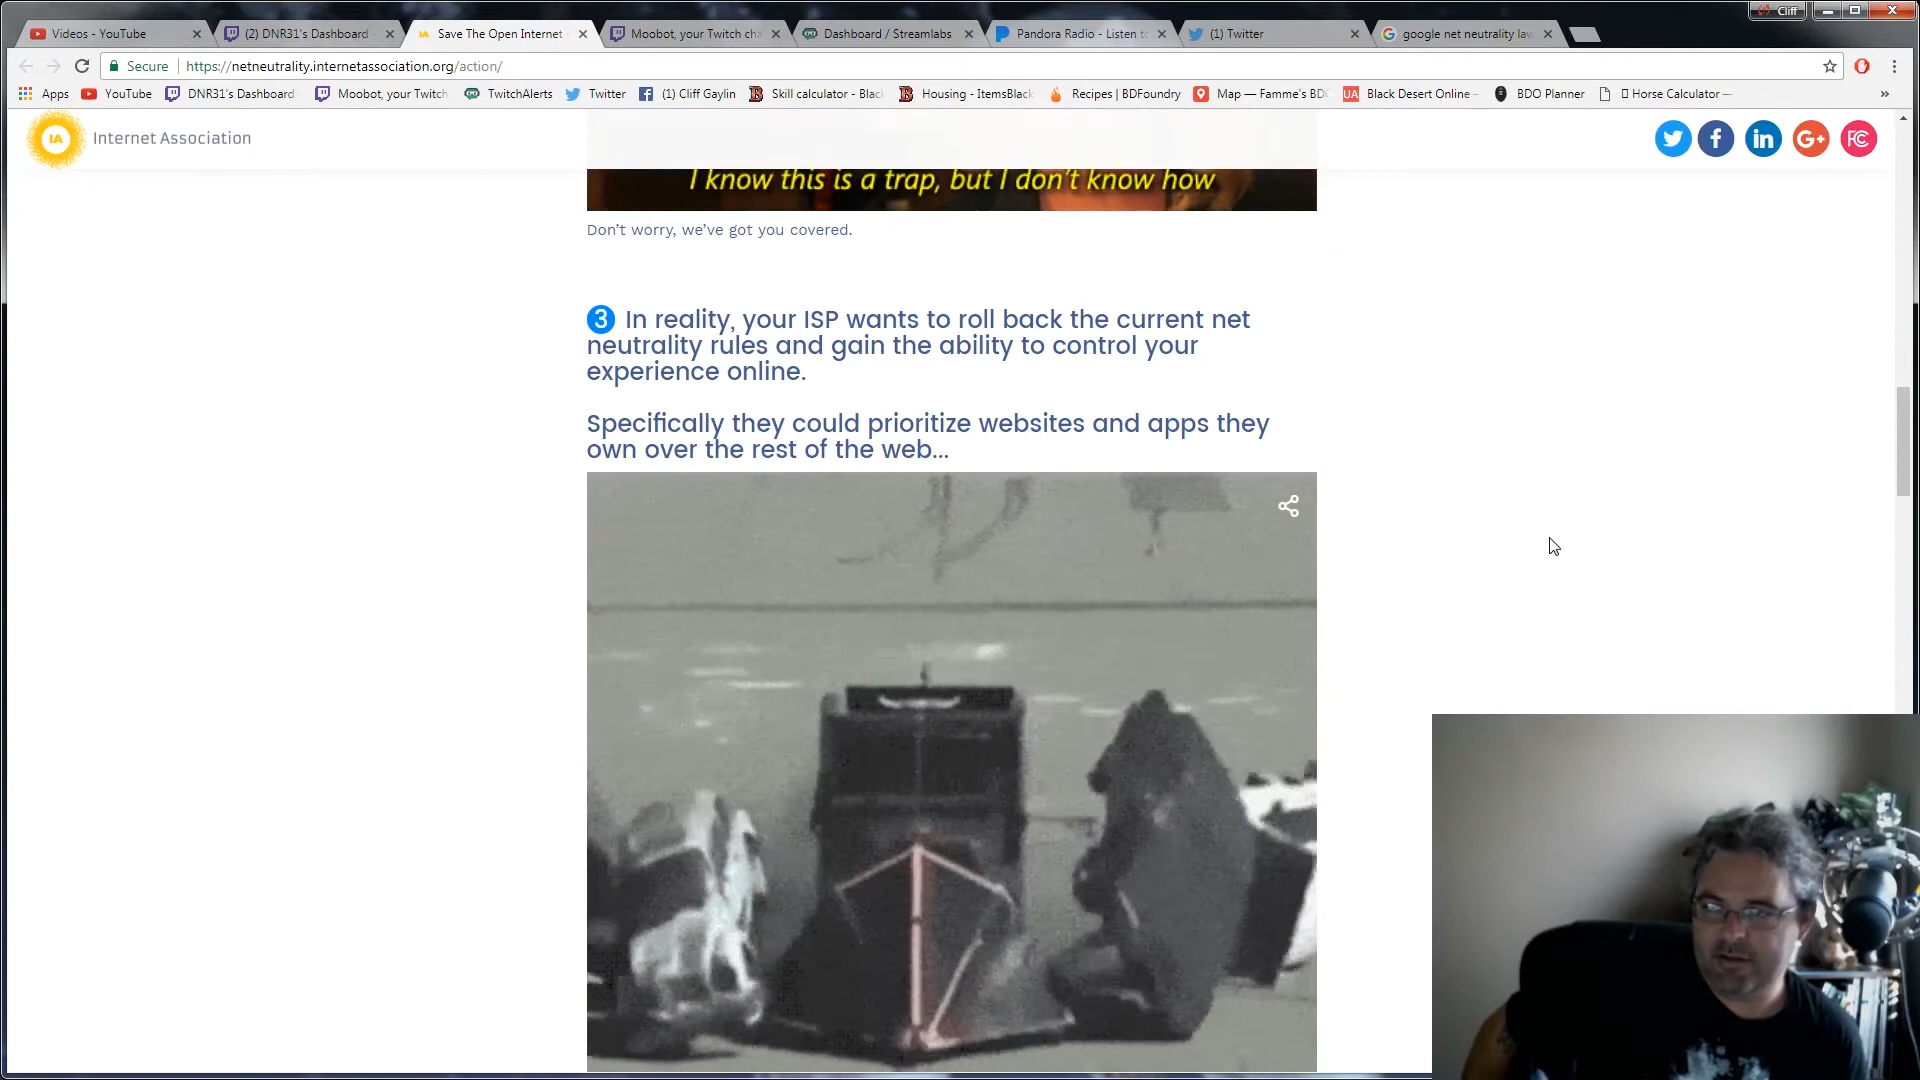 Cliff
Videos - YouTube
(2) DNR31's Dashboard
Save The Open Internet
Moobot, your Twitch cha
Dashboard / Streamlabs
Pandora Radio - Listen to
(1) Twitter
google net neutrality law
Secure
https://netneutrality.internetassociation.org/action/
Apps
YouTube
DNR31's Dashboard
Moobot, your Twitch
TwitchAlerts
Twitter
(1) Cliff Gaylin
Skill calculator - Blac
Housing - ItemsBlack
Recipes | BDFoundry
Map — Famme's BD
UA
Black Desert Online -
BDO Planner
Horse Calculator —
»
IA
Internet Association
in
G+
FC
I know this is a trap, but I don't know how
Don't worry, we've got you covered.
3 In reality, your ISP wants to roll back the current net
neutrality rules and gain the ability to control your
experience online.
Specifically they could prioritize websites and apps they
own over the rest of the web...